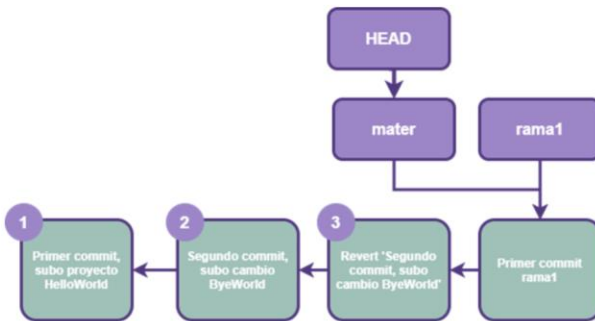 HEAD
mater
rama1
1
2
3
Primer commit,
subo proyecto
HelloWorld
Segundo commit,
subo cambio
ByeWorld
Revert 'Segundo
commit, subo
cambio ByeWorld'
Primer commit
rama1